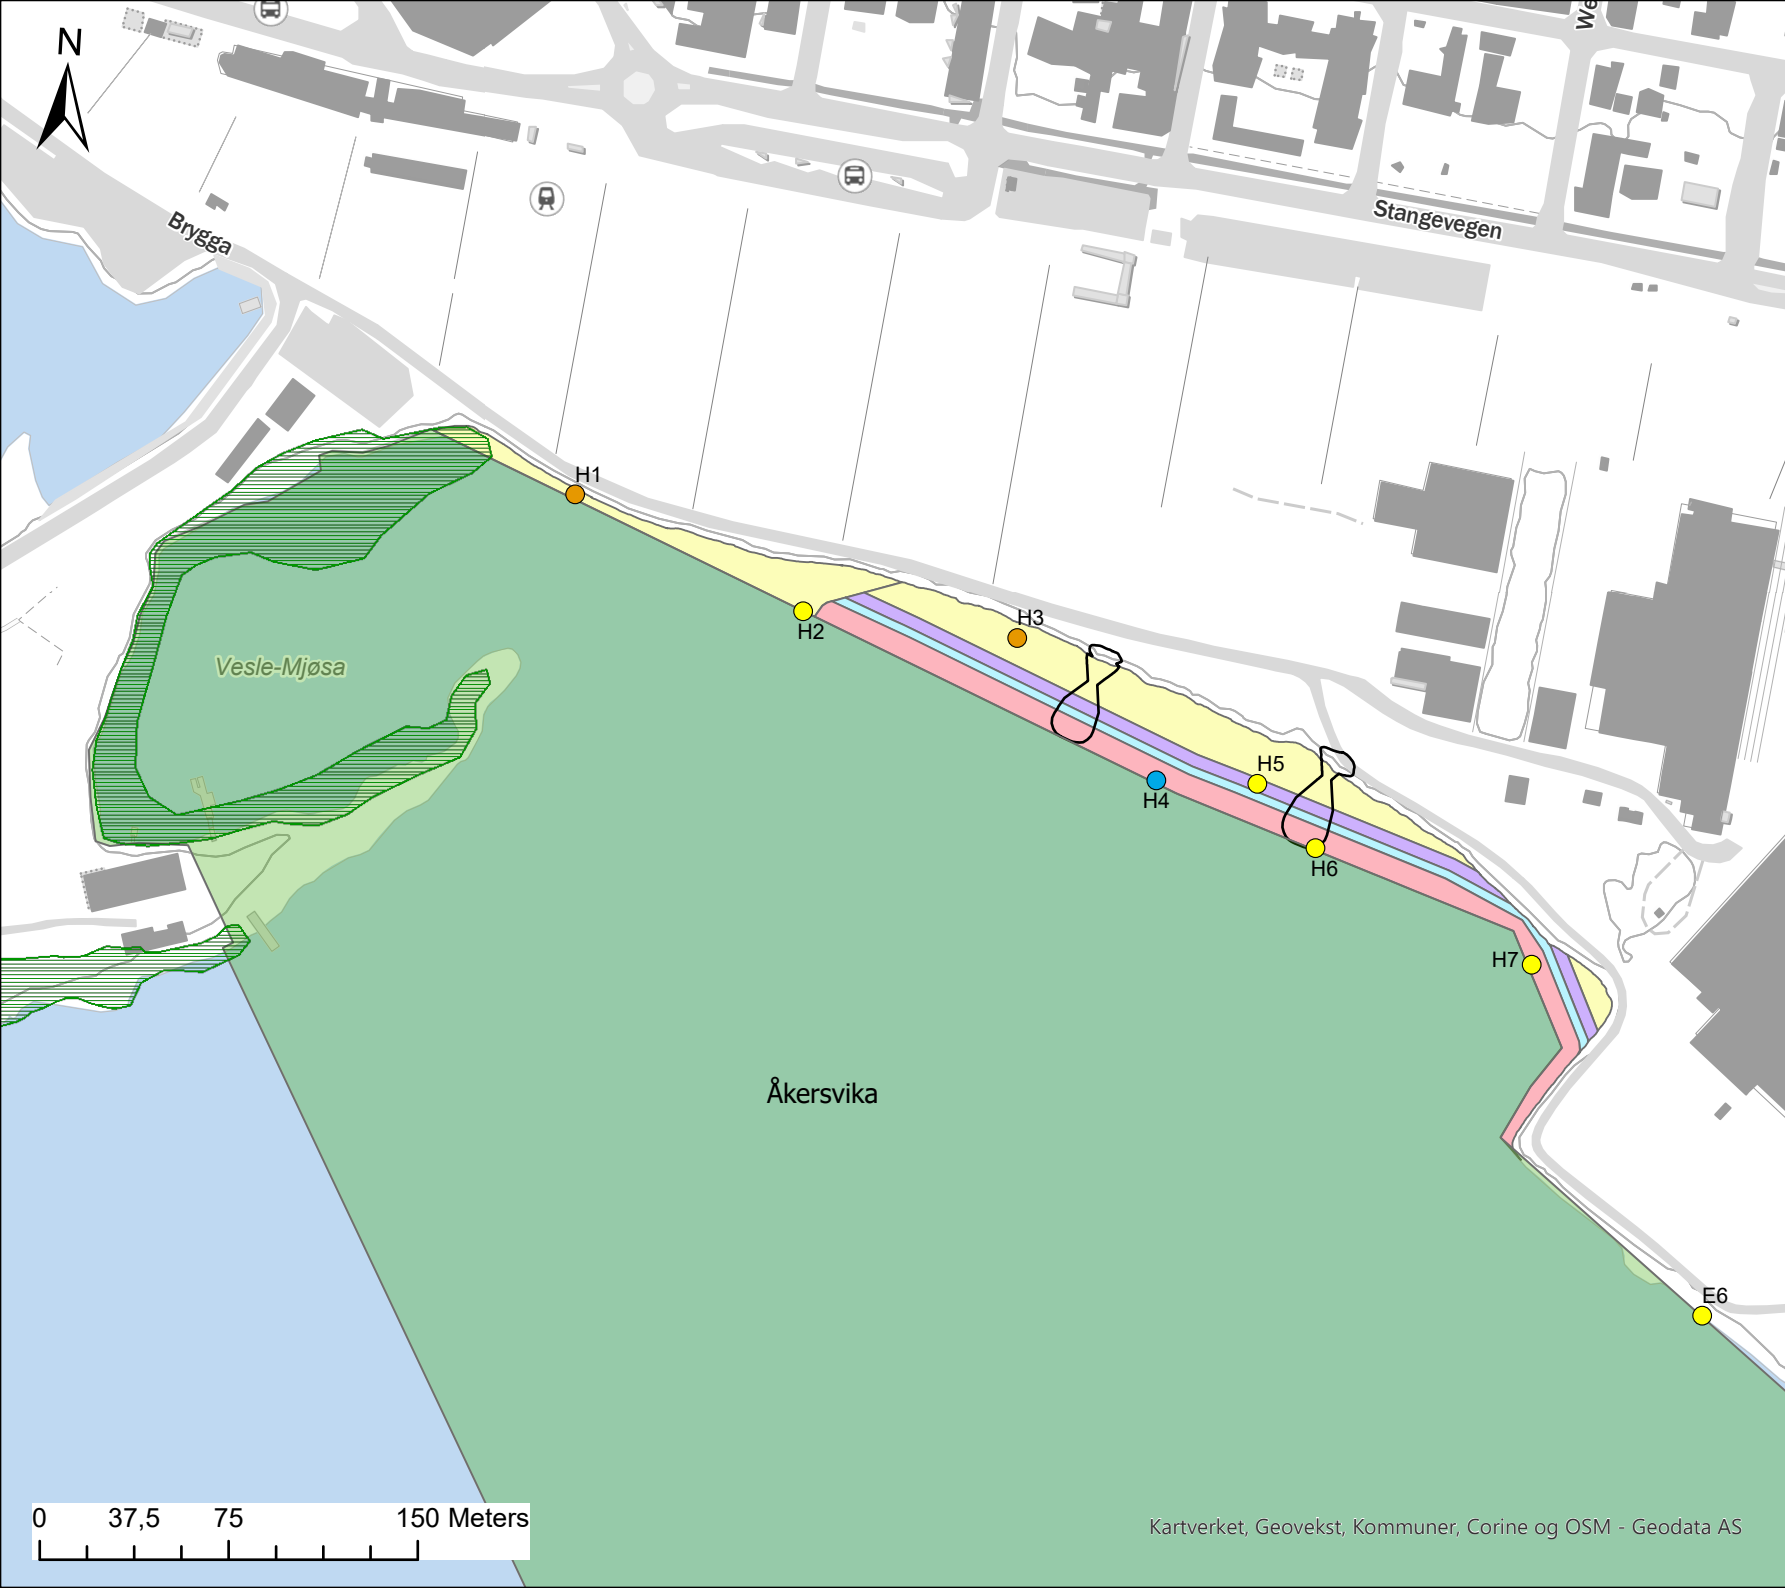 We
N
Brygga
Stangevegen
H1
H2
H3
Vesle-Mjøsa
H5
H4
H6
H7
Åkersvika
E6
0 37,5 75 150 Meters
Kartverket, Geovekst, Kommuner, Corine og OSM - Geodata AS